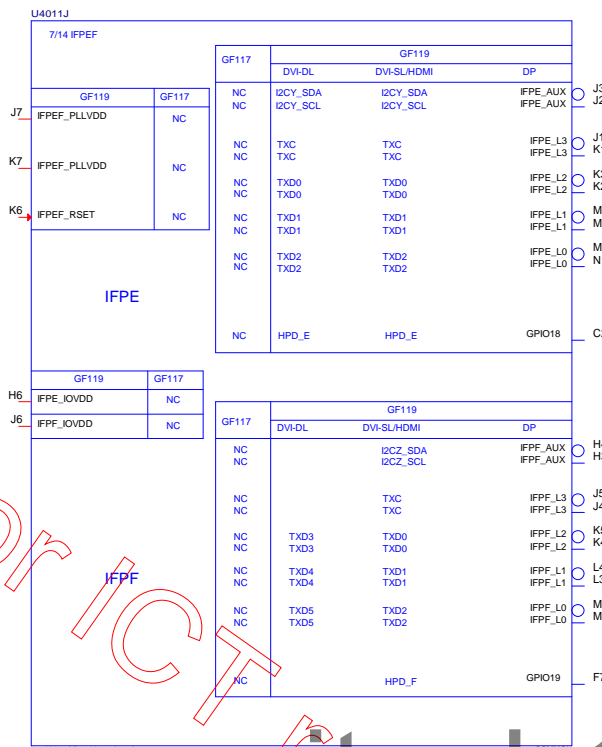 U4011J
7/14 IFPEF
GF119 GF117
J7 IFPEF_PLLVDD NC
K7 IFPEF_PLLVDD NC
K6 IFPEF_RSET NC
IFPE
GF117 GF119
DVI-DL DVI-SL/HDMI DP
NC I2CY_SDA I2CY_SDA IFPE_AUX
NC I2CY_SCL I2CY_SCL IFPE_AUX J2
NC TXC TXC IFPE_L3
NC TXC TXC IFPE_L3
NC TXD0 TXD0 IFPE_L2
NC TXD0 TXD0 IFPE_L2
NC TXD1 TXD1 IFPE_L1
NC TXD1 TXD1 IFPE_L1
NC TXD2 TXD2 IFPE_L0
NC TXD2 TXD2 IFPE_L0
NC HPD_E HPD_E GPIO18
GF119 GF117
H6 IFPE_IOVDD NC
J6 IFPF_IOVDD NC
IFPF
GF117 GF119
DVI-DL DVI-SL/HDMI DP
NC I2CZ_SDA IFPF_AUX
NC I2CZ_SCL IFPF_AUX
NC TXC IFPF_L3 J5
NC TXC IFPF_L3 J4
NC TXD3 TXD0 IFPF_L2
NC TXD3 TXD0 IFPF_L2
NC TXD4 TXD1 IFPF_L1
NC TXD4 TXD1 IFPF_L1
NC TXD5 TXD2 IFPF_L0
NC TXD5 TXD2 IFPF_L0
NC HPD_F GPIO19 F7
or ICT r